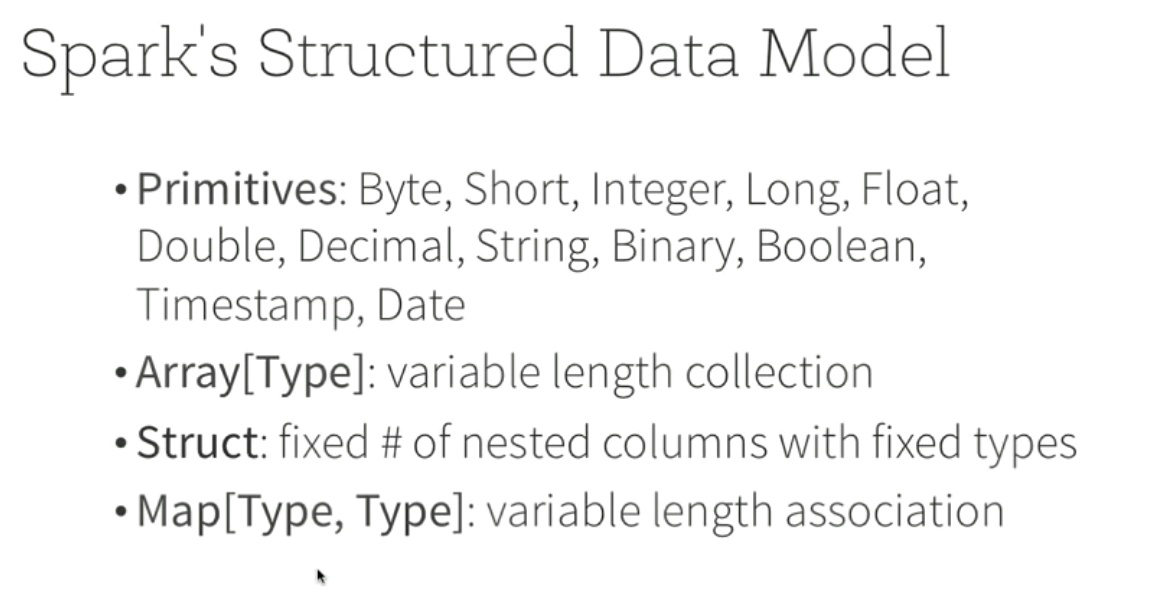 Spark's Structured Data Model
• Primitives: Byte, Short, Integer, Long, Float,
Double, Decimal, String, Binary, Boolean,
Timestamp, Date
• Array[Type]: variable length collection
• Struct: fixed # of nested columns with fixed types
• Map[Type, Type]: variable length association